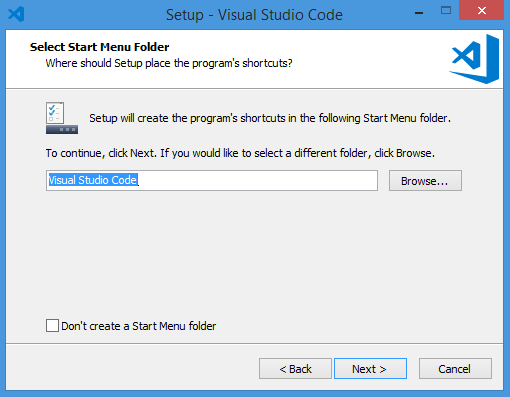 Setup - Visual Studio Code
Select Start Menu Folder
Where should Setup place the program's shortcuts?
Setup will create the program's shortcuts in the following Start Menu folder.
To continue, click Next. If you would like to select a different folder, click Browse.
Visual Studio Code
Browse...
Don't create a Start Menu folder
< Back
Next >
Cancel